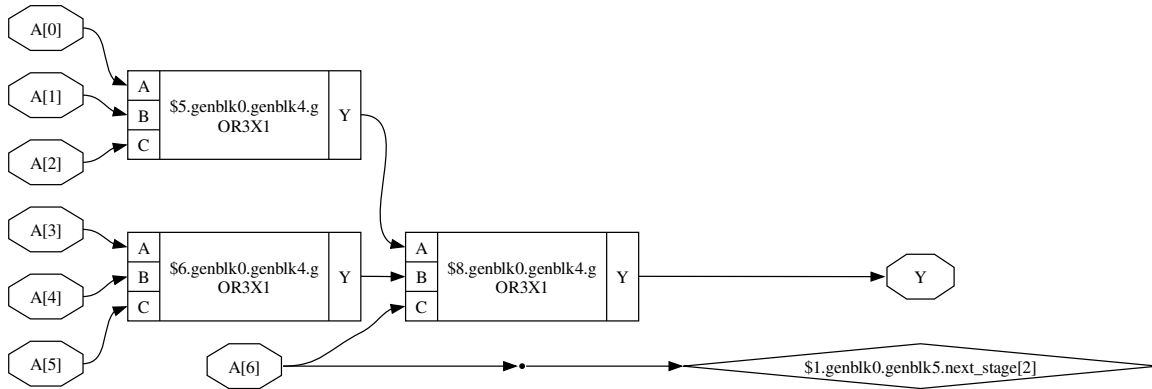 A[0]
A[1]
A[2]
A
B
C
$5.genblk0.genblk4.g
OR3X1
Y
A[3]
A[4]
A[5]
A
B
C
$6.genblk0.genblk4.g
OR3X1
Y
A
B
C
$8.genblk0.genblk4.g
OR3X1
Y
Y
A[6]
$1.genblk0.genblk5.next_stage[2]